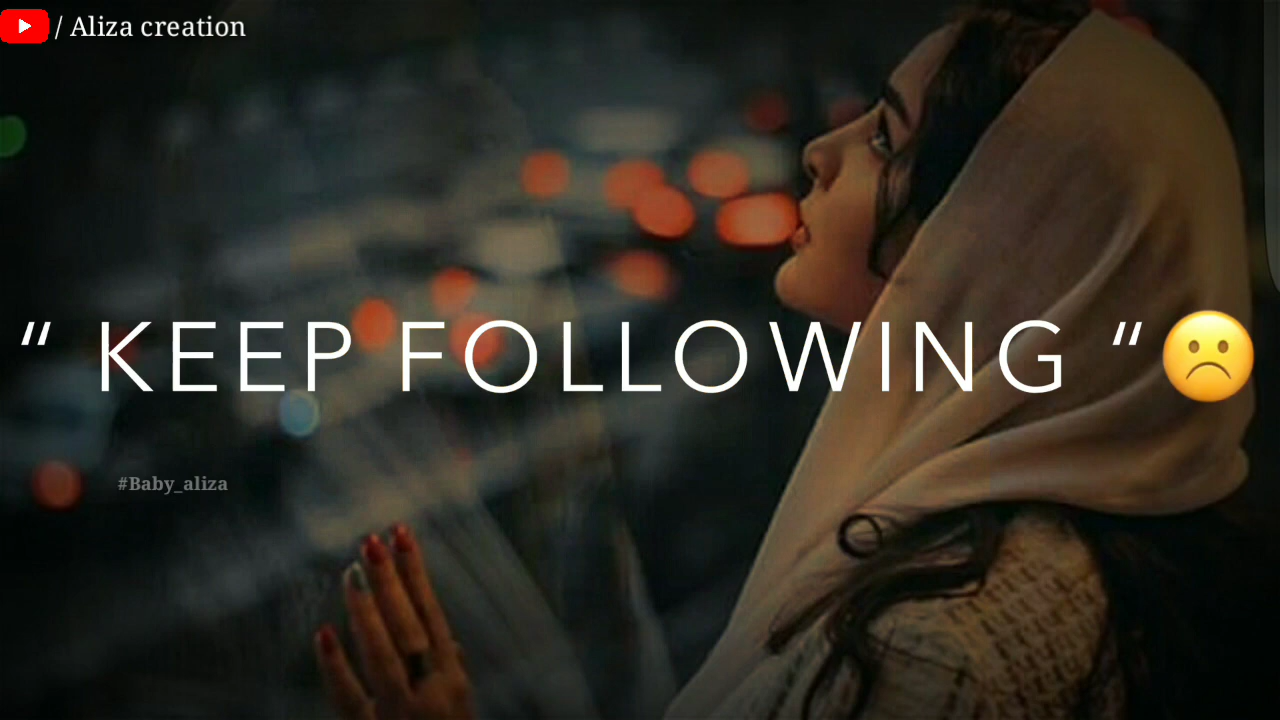 / Aliza creation
“ KEEP FOLLOWING “ ☹️
#Baby_aliza